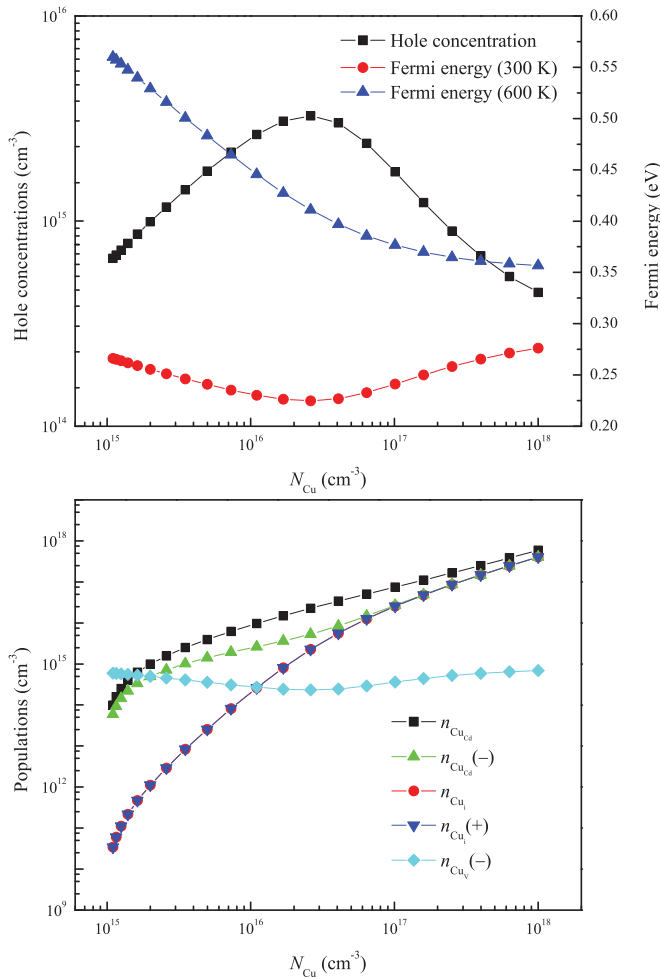 10^16
10^15
10^14
Hole concentrations (cm^-3)
Hole concentration
Fermi energy (300 K)
Fermi energy (600 K)
0.60
0.55
0.50
0.45
0.40
0.35
0.30
0.25
0.20
Fermi energy (eV)
10^15 10^16 10^17 10^18
N_Cu (cm^-3)
10^18
10^15
10^12
10^9
Populations (cm^-3)
n_Cu_Cd
n_Cu_Cd(−)
n_Cu_i
n_Cu_i(+)
n_Cu_V(−)
10^15 10^16 10^17 10^18
N_Cu (cm^-3)